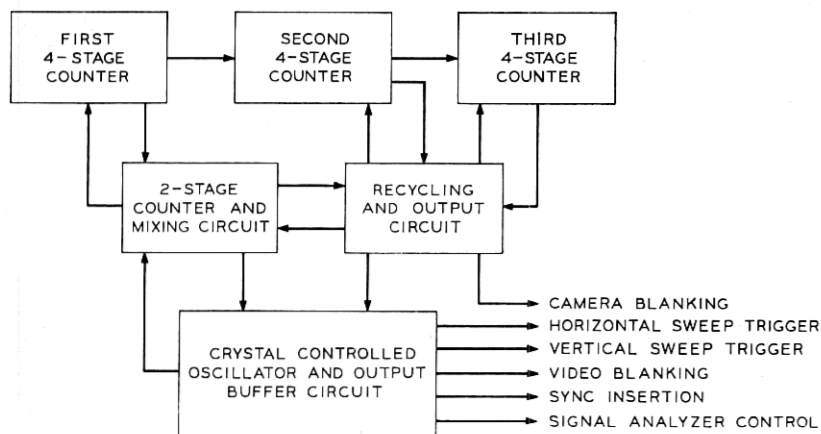 FIRST
4-STAGE
COUNTER
SECOND
4-STAGE
COUNTER
THIRD
4-STAGE
COUNTER
2-STAGE
COUNTER AND
MIXING CIRCUIT
RECYCLING
AND OUTPUT
CIRCUIT
CRYSTAL CONTROLLED
OSCILLATOR AND OUTPUT
BUFFER CIRCUIT
CAMERA BLANKING
HORIZONTAL SWEEP TRIGGER
VERTICAL SWEEP TRIGGER
VIDEO BLANKING
SYNC INSERTION
SIGNAL ANALYZER CONTROL